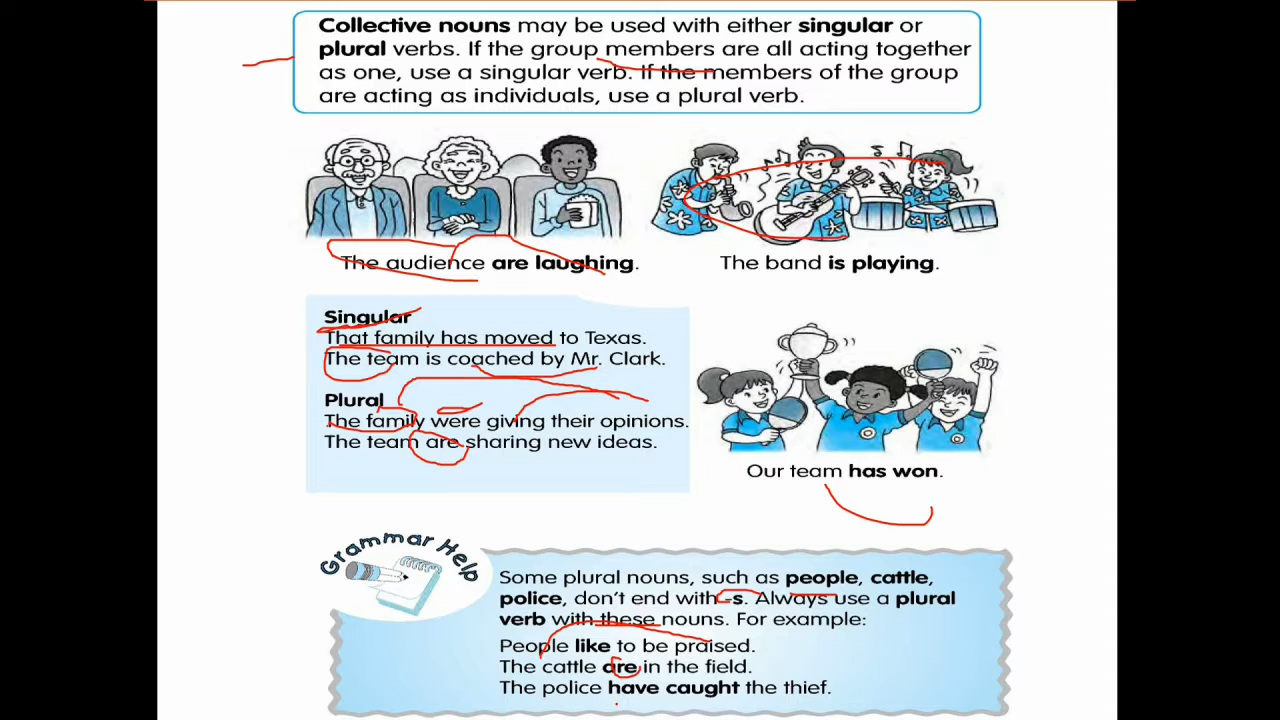 Collective nouns may be used with either singular or
plural verbs. If the group members are all acting together
as one, use a singular verb. If the members of the group
are acting as individuals, use a plural verb.
The audience are laughing.
The band is playing.
Singular
That family has moved to Texas.
The team is coached by Mr. Clark.
Plural
The family were giving their opinions.
The team are sharing new ideas.
Our team has won.
Grammar Help
Some plural nouns, such as people, cattle,
police, don't end with -s. Always use a plural
verb with these nouns. For example:
People like to be praised.
The cattle are in the field.
The police have caught the thief.